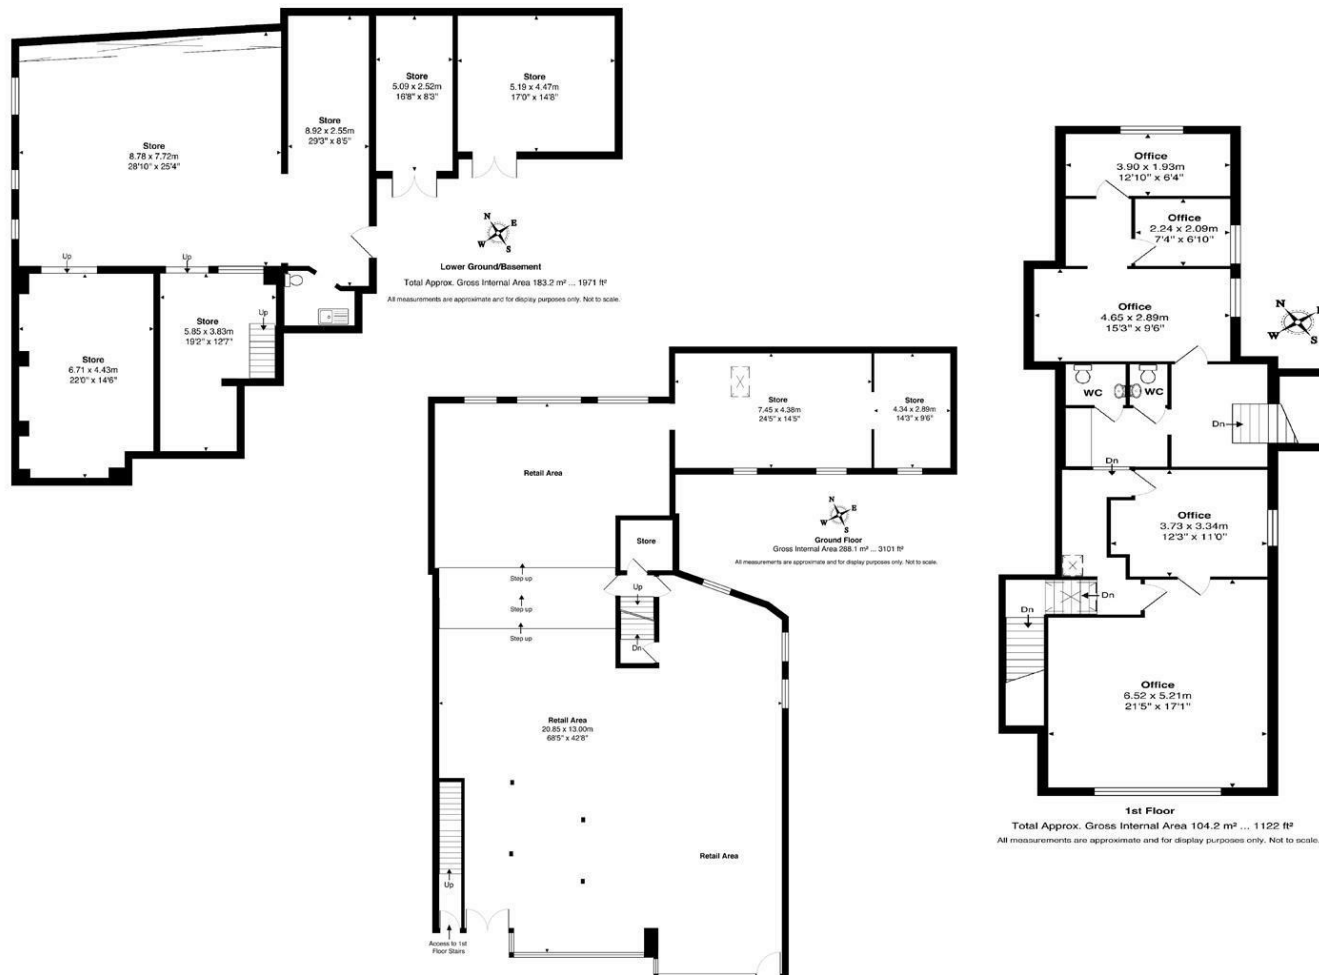 Store
8.78 x 7.72m
28'10" x 25'4"
Store
8.92 x 2.55m
29'3" x 8'5"
Store
5.09 x 2.52m
16'8" x 8'3"
Store
5.19 x 4.47m
17'0" x 14'8"
Up
Up
Store
6.71 x 4.43m
22'0" x 14'6"
Store
5.85 x 3.83m
19'2" x 12'7"
Up
N
E
W
S
Lower Ground/Basement
Total Approx. Gross Internal Area 183.2 m² ... 1971 ft²
All measurements are approximate and for display purposes only. Not to scale.
Retail Area
Store
7.45 x 4.38m
24'5" x 14'5"
Store
4.34 x 2.89m
14'3" x 9'6"
Store
Step up
Step up
Step up
Up
Dn
N
E
W
S
Ground Floor
Gross Internal Area 288.1 m² ... 3101 ft²
All measurements are approximate and for display purposes only. Not to scale.
Retail Area
20.85 x 13.00m
68'5" x 42'8"
Retail Area
Up
Access to 1st
Floor Stairs
Office
3.90 x 1.93m
12'10" x 6'4"
Office
2.24 x 2.09m
7'4" x 6'10"
Office
4.65 x 2.89m
15'3" x 9'6"
N
W
S
WC
WC
Dn
Dn
Office
3.73 x 3.34m
12'3" x 11'0"
Dn
Dn
Office
6.52 x 5.21m
21'5" x 17'1"
1st Floor
Total Approx. Gross Internal Area 104.2 m² ... 1122 ft²
All measurements are approximate and for display purposes only. Not to scale.